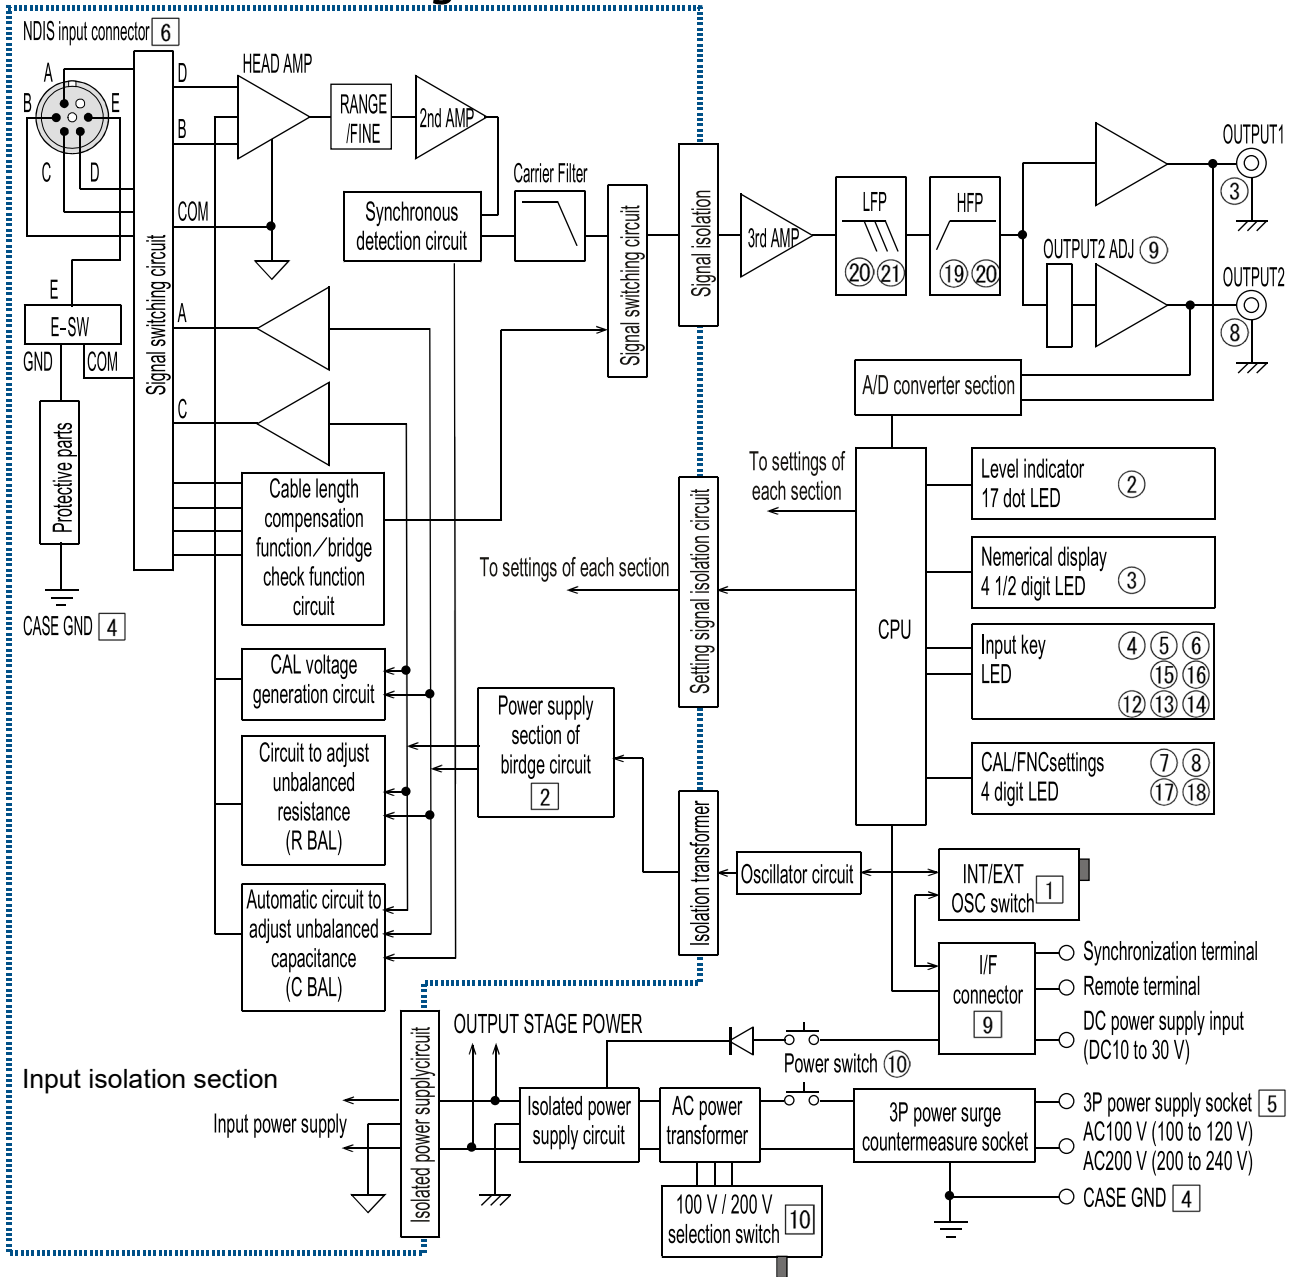 NDIS input connector 6
A
B
E
C
D
Signal switching circuit
D
B
COM
A
C
HEAD AMP
RANGE
/FINE
2nd AMP
Synchronous
detection circuit
Carrier Filter
Signal switching circuit
Signal isolation
3rd AMP
LFP
⑳ ㉑
HFP
⑲ ⑳
OUTPUT2 ADJ ⑨
OUTPUT1
③
OUTPUT2
⑧
E
E-SW
GND
COM
Protective parts
CASE GND 4
Cable length
compensation
function／bridge
check function
circuit
CAL voltage
generation circuit
Circuit to adjust
unbalanced
resistance
(R BAL)
Automatic circuit to
adjust unbalanced
capacitance
(C BAL)
Power supply
section of
birdge circuit
2
To settings of each section
Setting signal isolation circuit
To settings of
each section
A/D converter section
CPU
Level indicator
17 dot LED
②
Nemerical display
4 1/2 digit LED
③
Input key
LED
④ ⑤ ⑥
⑮ ⑯
⑫ ⑬ ⑭
CAL/FNCsettings
4 digit LED
⑦ ⑧
⑰ ⑱
Isolation transformer
Oscillator circuit
INT/EXT
OSC switch 1
I/F
connector
9
Synchronization terminal
Remote terminal
DC power supply input
(DC10 to 30 V)
OUTPUT STAGE POWER
Power switch ⑩
Input isolation section
Input power supply
Isolated power supplycircuit
Isolated power
supply circuit
AC power
transformer
3P power surge
countermeasure socket
3P power supply socket 5
AC100 V (100 to 120 V)
AC200 V (200 to 240 V)
CASE GND 4
100 V / 200 V
selection switch 10